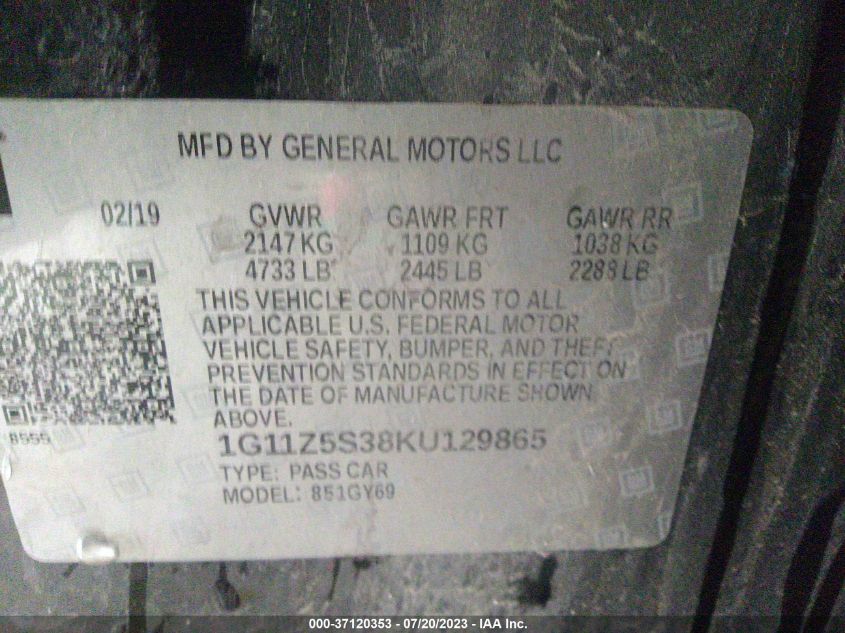 MFD BY GENERAL MOTORS LLC
02/19 GVWR GAWR FRT GAWR RR
2147 KG 1109 KG 1038 KG
4733 LB 2445 LB 2288 LB
THIS VEHICLE CONFORMS TO ALL
APPLICABLE U.S. FEDERAL MOTOR
VEHICLE SAFETY, BUMPER, AND THEFT
PREVENTION STANDARDS IN EFFECT ON
THE DATE OF MANUFACTURE SHOWN
ABOVE.
8555
1G11Z5S38KU129865
TYPE: PASS CAR
MODEL: 851GY69
000-37120353 - 07/20/2023 - IAA Inc.